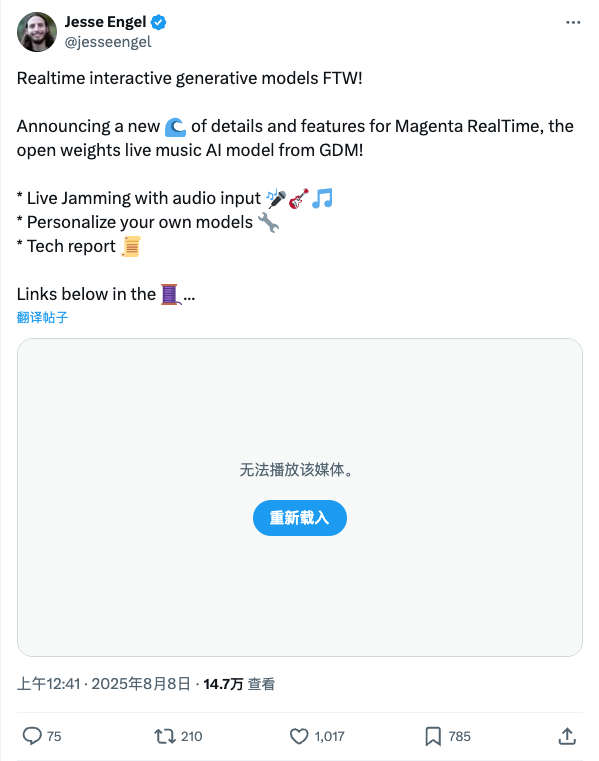 Jesse Engel
@jesseengel
Realtime interactive generative models FTW!
Announcing a new 🌊 of details and features for Magenta RealTime, the
open weights live music AI model from GDM!
* Live Jamming with audio input 🎤🎸🎵
* Personalize your own models 🔧
* Tech report 📜
Links below in the 🧵...
翻译帖子
无法播放该媒体。
重新载入
上午12:41 · 2025年8月8日 · 14.7万 查看
75 210 1,017 785